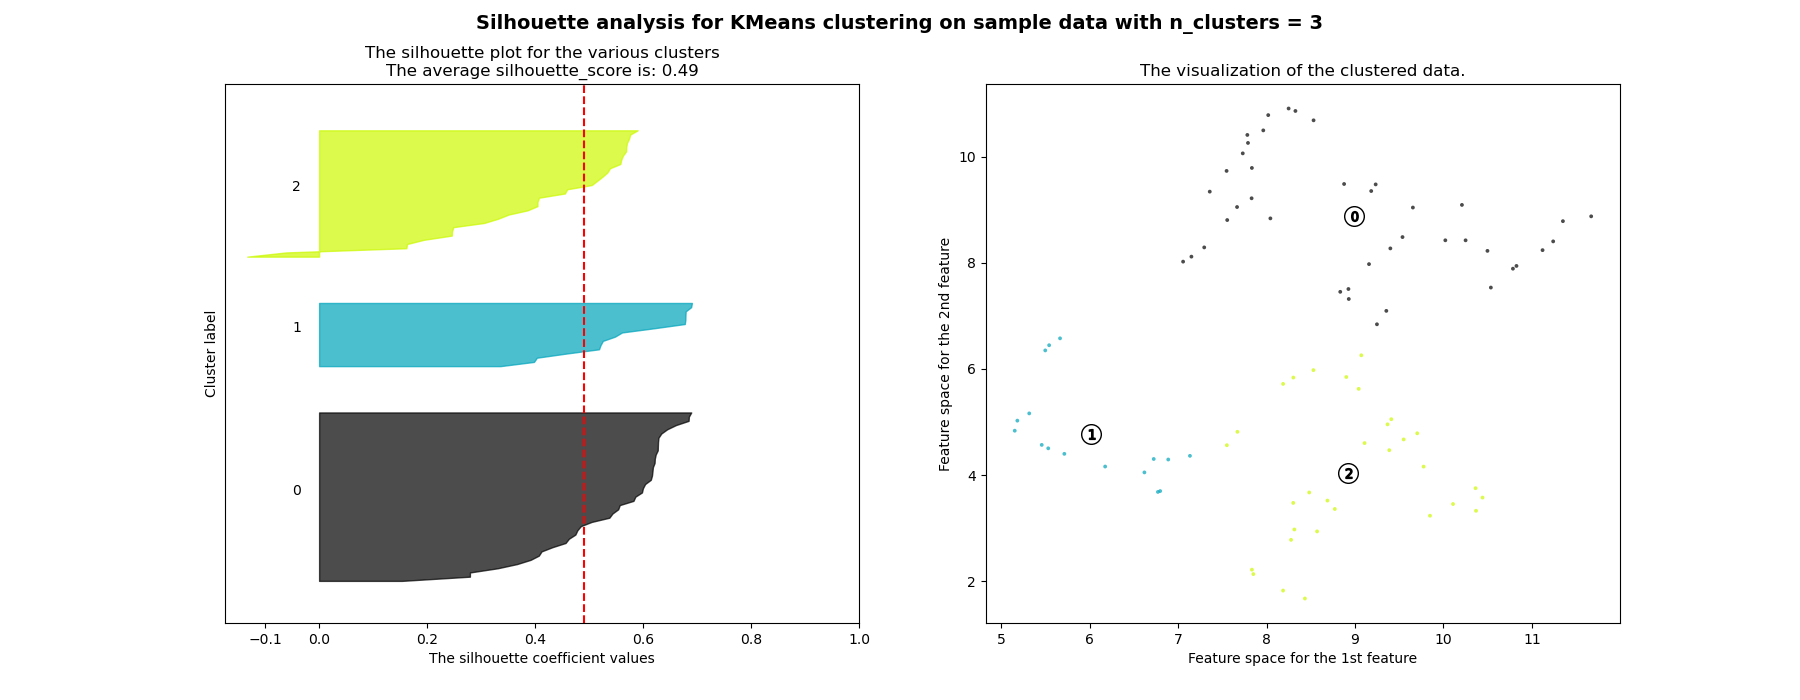 Silhouette analysis for KMeans clustering on sample data with n_clusters = 3
The silhouette plot for the various clusters
The average silhouette_score is: 0.49
2
1
0
Cluster label
−0.1 0.0 0.2 0.4 0.6 0.8 1.0
The silhouette coefficient values
The visualization of the clustered data.
10
8
6
4
2
Feature space for the 2nd feature
0
1
2
5 6 7 8 9 10 11
Feature space for the 1st feature